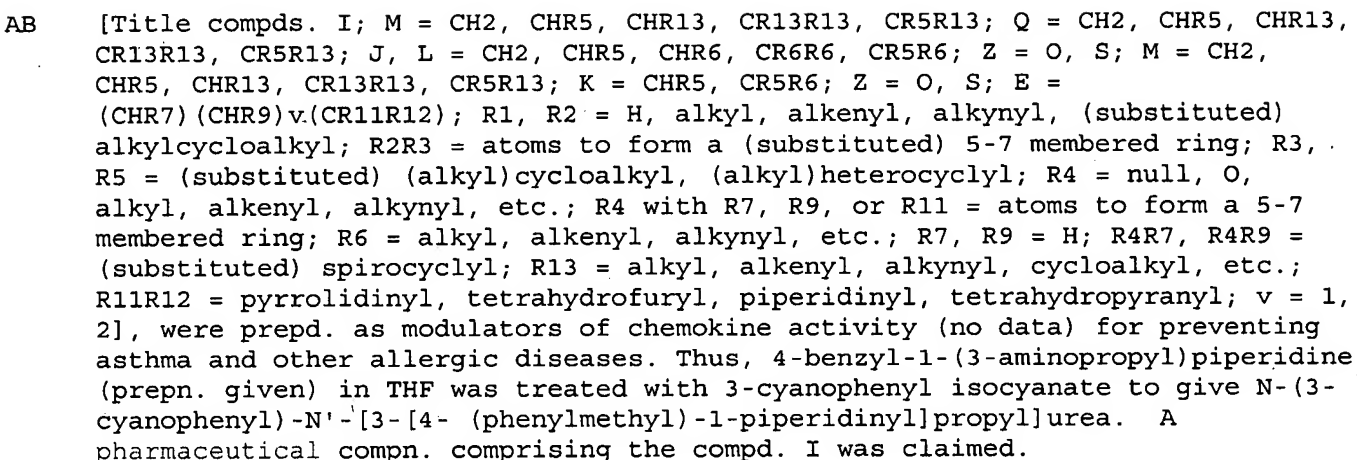 AB [Title compds. I; M = CH2, CHR5, CHR13, CR13R13, CR5R13; Q = CH2, CHR5, CHR13,
CR13R13, CR5R13; J, L = CH2, CHR5, CHR6, CR6R6, CR5R6; Z = O, S; M = CH2,
CHR5, CHR13, CR13R13, CR5R13; K = CHR5, CR5R6; Z = O, S; E =
(CHR7)(CHR9)v.(CR11R12); R1, R2 = H, alkyl, alkenyl, alkynyl, (substituted)
alkylcycloalkyl; R2R3 = atoms to form a (substituted) 5-7 membered ring; R3,
R5 = (substituted) (alkyl)cycloalkyl, (alkyl)heterocyclyl; R4 = null, O,
alkyl, alkenyl, alkynyl, etc.; R4 with R7, R9, or R11 = atoms to form a 5-7
membered ring; R6 = alkyl, alkenyl, alkynyl, etc.; R7, R9 = H; R4R7, R4R9 =
(substituted) spirocyclyl; R13 = alkyl, alkenyl, alkynyl, cycloalkyl, etc.;
R11R12 = pyrrolidinyl, tetrahydrofuryl, piperidinyl, tetrahydropyranyl; v = 1,
2], were prepd. as modulators of chemokine activity (no data) for preventing
asthma and other allergic diseases. Thus, 4-benzyl-1-(3-aminopropyl)piperidine
(prepn. given) in THF was treated with 3-cyanophenyl isocyanate to give N-(3-
cyanophenyl)-N'-[3-[4- (phenylmethyl)-1-piperidinyl]propyl]urea. A
pharmaceutical compn. comprising the compd. I was claimed.